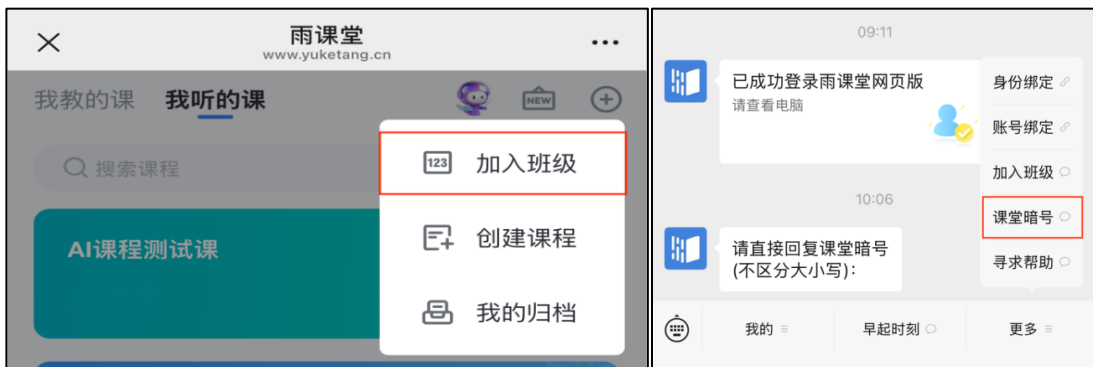 雨课堂
www.yuketang.cn
我教的课 我听的课 NEW
搜索课程
123 加入班级
AI课程测试课
创建课程
我的归档
09:11
已成功登录雨课堂网页版
请查看电脑
10:06
请直接回复课堂暗号
(不区分大小写):
身份绑定
账号绑定
加入班级
课堂暗号
寻求帮助
我的 早起时刻 更多